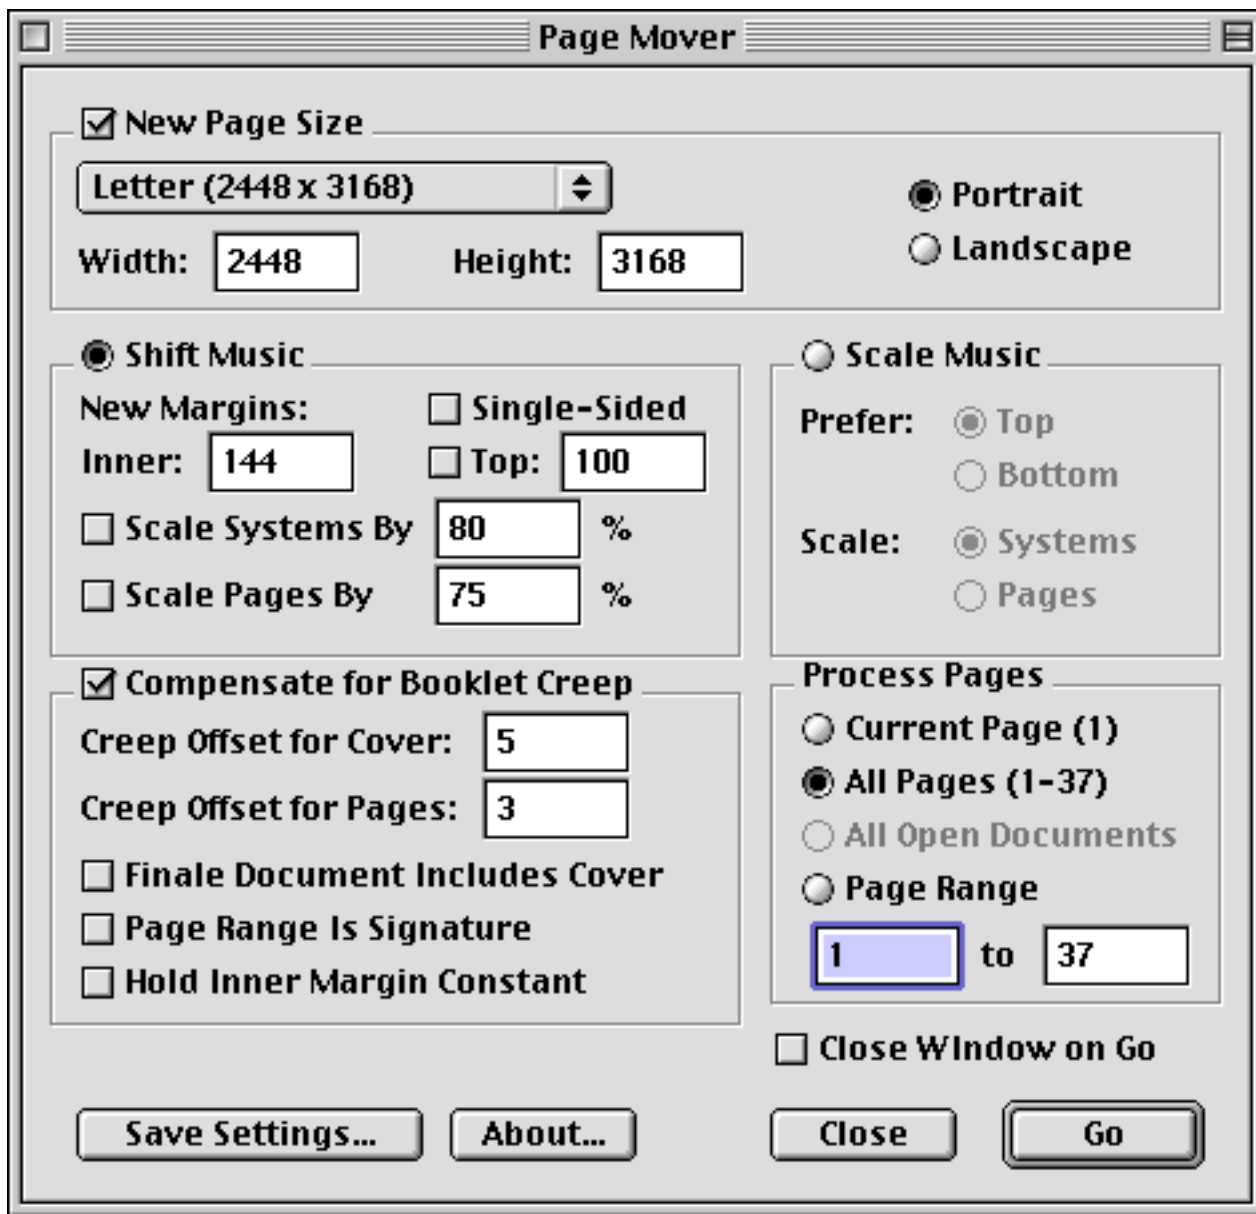 Page Mover
New Page Size
Letter (2448 x 3168)
Portrait
Width: 2448 Height: 3168
Landscape
Shift Music
New Margins:
Single-Sided
Inner: 144
Top: 100
Scale Systems By 80 %
Scale Pages By 75 %
Scale Music
Prefer: Top
Bottom
Scale: Systems
Pages
Compensate for Booklet Creep
Creep Offset for Cover: 5
Creep Offset for Pages: 3
Finale Document Includes Cover
Page Range Is Signature
Hold Inner Margin Constant
Process Pages
Current Page (1)
All Pages (1-37)
All Open Documents
Page Range
1 to 37
Close WIndow on Go
Save Settings... About... Close Go